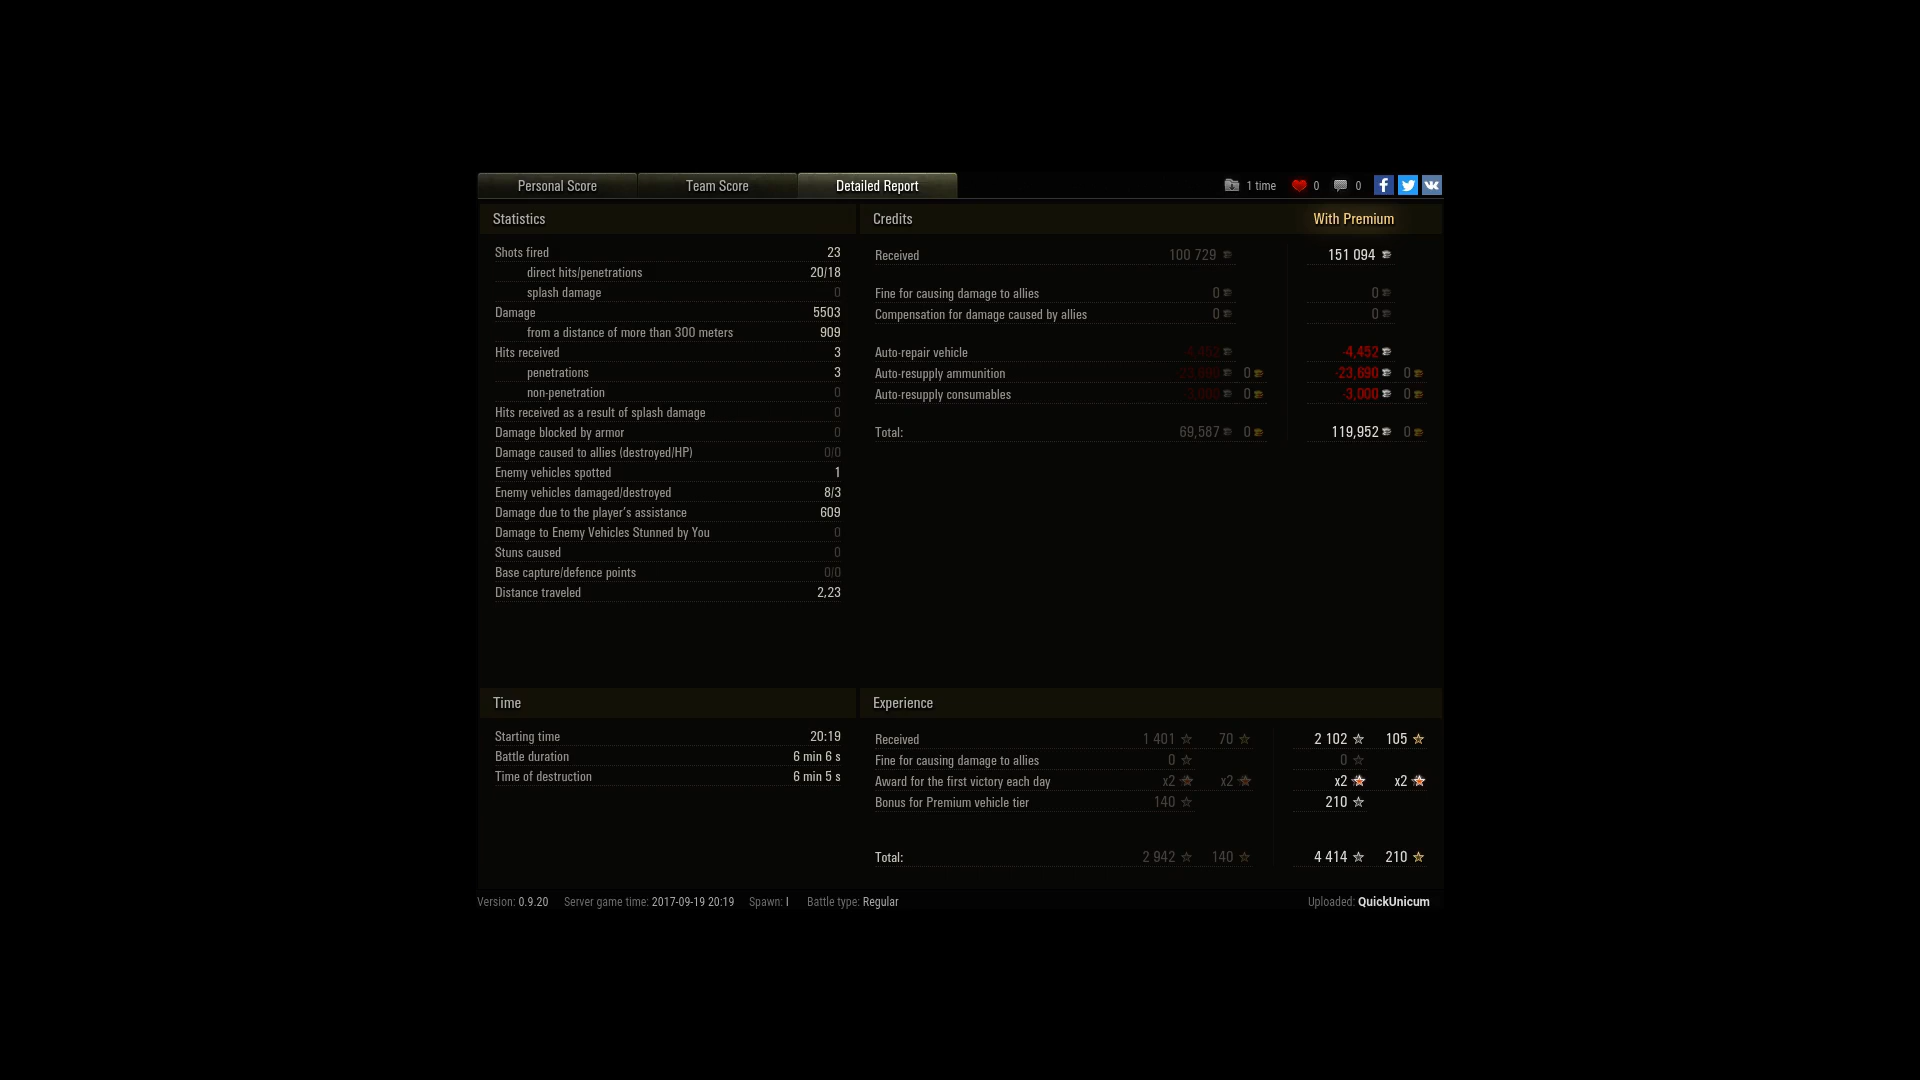 Personal Score Team Score Detailed Report 1 time 0 0
Statistics
Shots fired 23
direct hits/penetrations 20/18
splash damage 0
Damage 5503
from a distance of more than 300 meters 909
Hits received 3
penetrations 3
non-penetration 0
Hits received as a result of splash damage 0
Damage blocked by armor 0
Damage caused to allies (destroyed/HP) 0/0
Enemy vehicles spotted 1
Enemy vehicles damaged/destroyed 8/3
Damage due to the player's assistance 609
Damage to Enemy Vehicles Stunned by You 0
Stuns caused 0
Base capture/defence points 0/0
Distance traveled 2,23
Credits With Premium
Received 100 729 151 094
Fine for causing damage to allies 0 0
Compensation for damage caused by allies 0 0
Auto-repair vehicle -4,452 -4,452
Auto-resupply ammunition -23,690 0 -23,690 0
Auto-resupply consumables -3,000 0 -3,000 0
Total: 69,587 0 119,952 0
Time
Starting time 20:19
Battle duration 6 min 6 s
Time of destruction 6 min 5 s
Experience
Received 1 401 70 2 102 105
Fine for causing damage to allies 0 0
Award for the first victory each day x2 x2 x2 x2
Bonus for Premium vehicle tier 140 210
Total: 2 942 140 4 414 210
Version: 0.9.20 Server game time: 2017-09-19 20:19 Spawn: I Battle type: Regular Uploaded: QuickUnicum